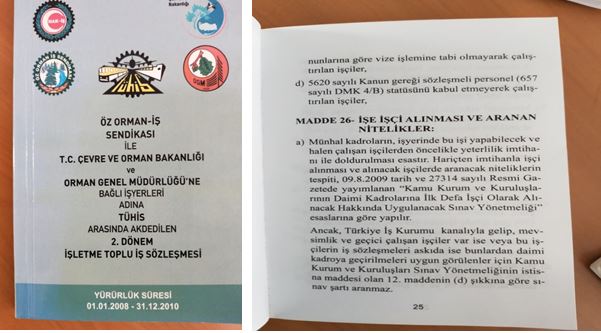 Bakanlığı
HAK-İŞ
TÜHİS
OGM
ÖZ ORMAN-İŞ
SENDİKASI
İLE
T.C. ÇEVRE VE ORMAN BAKANLIĞI
ve
ORMAN GENEL MÜDÜRLÜĞÜ'NE
BAĞLI İŞYERLERİ
ADINA
TÜHİS
ARASINDA AKDEDİLEN
2. DÖNEM
İŞLETME TOPLU İŞ SÖZLEŞMESİ
YÜRÜRLÜK SÜRESİ
01.01.2008 - 31.12.2010
nunlarına göre vize işlemine tabi olmayarak çalış-
tırılan işçiler,
d) 5620 sayılı Kanun gereği sözleşmeli personel (657
sayılı DMK 4/B) statüsünü kabul etmeyerek çalış-
tırılan işçiler,
MADDE 26- İŞE İŞÇİ ALINMASI VE ARANAN
NİTELİKLER:
a) Münhal kadroların, işyerinde bu işi yapabilecek ve
halen çalışan işçilerden öncelikle yeterlilik imtiha-
nı ile doldurulması esastır. Hariçten imtihanla işçi
alınması ve alınacak işçilerde aranacak niteliklerin
tespiti, 09.8.2009 tarih ve 27314 sayılı Resmi Ga-
zetede yayımlanan "Kamu Kurum ve Kuruluşla-
rının Daimi Kadrolarına İlk Defa İşçi Olarak Alı-
nacak Hakkında Uygulanacak Sınav Yönetmeliği"
esaslarına göre yapılır.
Ancak, Türkiye İş Kurumu kanalıyla gelip, mev-
simlik ve geçici çalışan işçiler var ise veya bu iş-
çilerin iş sözleşmeleri askıda ise bunlardan daimi
kadroya geçirilmeleri uygun görülenler için Kamu
Kurum ve Kuruluşları Sınav Yönetmeliğinin istis-
na maddesi olan 12. maddenin (d) şıkkına göre sı-
nav şartı aranmaz.
25